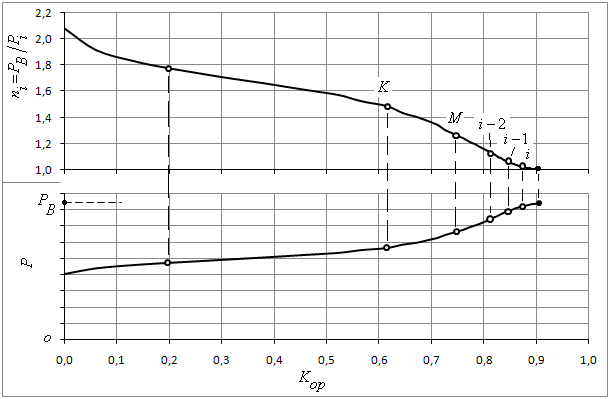 2,2
2,0
1,8
1,6
1,4
1,2
1,0
n_i = P_B / P_i
K
M
i – 2
i – 1
i
P_B
P
o
0,0 0,1 0,2 0,3 0,4 0,5 0,6 0,7 0,8 0,9 1,0
K_op